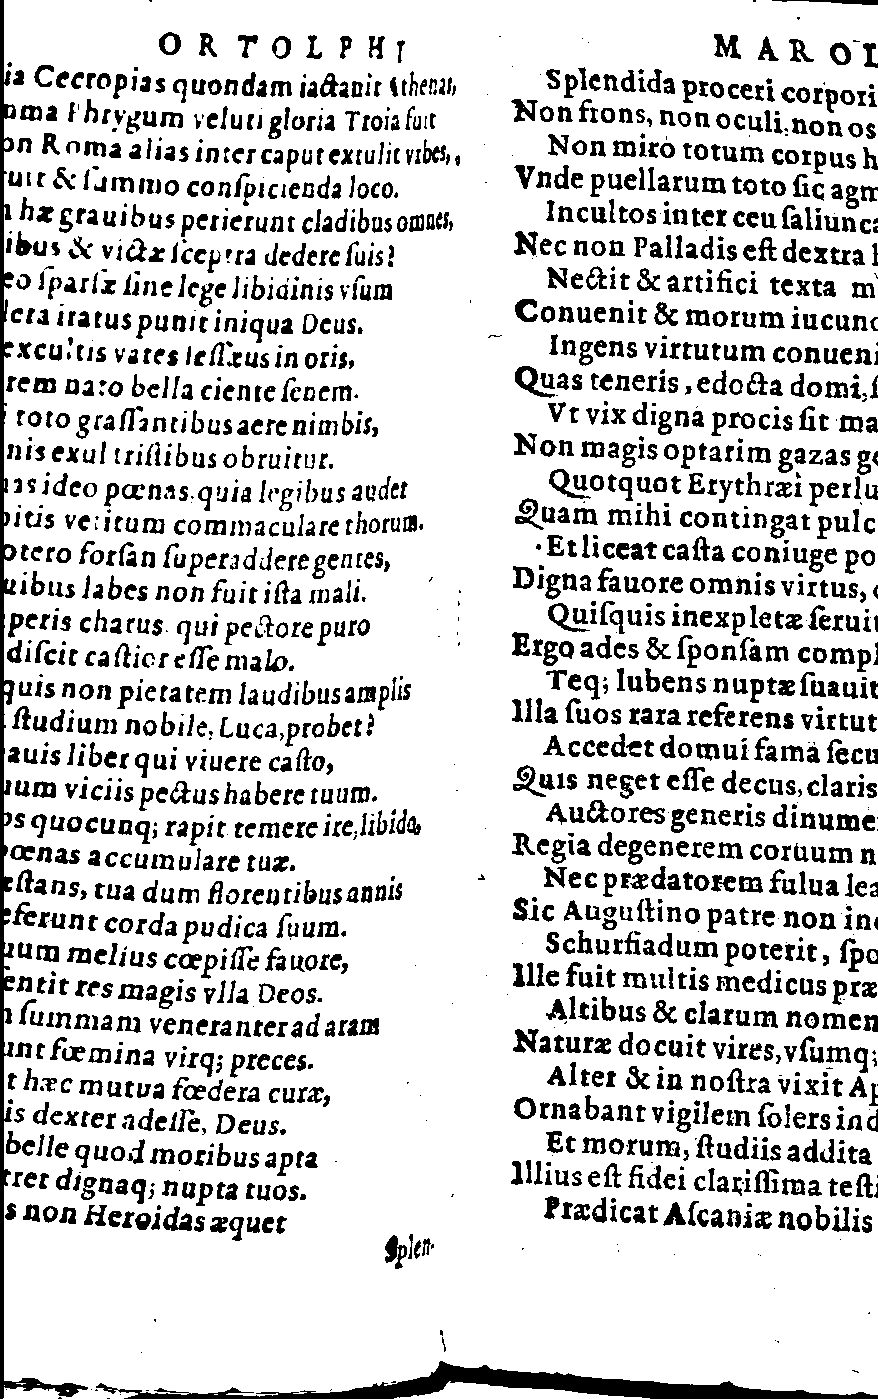 ORTOLPHI
ia Cecropias quondam iactauit Athenas,
Phrygum veluti gloria Troia fuit
on Roma alias inter caput extulit vrbes,
uit & summo conspicienda loco.
hæ grauibus perierunt cladibus omnes,
ibus & victæ sceptra dedere suis?
eo sparsæ sine lege libidinis vsum
lera iratus punit iniqua Deus.
excultis vates lessæus in oris,
rem nato bella ciente senem.
i toto grassantibus aere nimbis,
nis exul tristibus obruitur.
nas ideo pœnas, quia legibus audet
itis vetitum commaculare thorum.
otero forsan superaddere gentes,
uibus labes non fuit ista mali.
peris charus qui pectore puro
discit castior esse malo.
quis non pietatem laudibus amplis
studium nobile, Luca, probet?
auis liber qui viuere casto,
uum viciis pectus habere tuum.
os quocunq; rapit temere ire, libido,
œnas accumulare tuæ.
estans, tua dum florentibus annis
eferunt corda pudica suum.
uum melius cœpisse fauore,
entit res magis vlla Deos.
summam veneranter ad aram
unt fœmina virq; preces.
t hæc mutua fœdera curæ,
is dexter adesse, Deus.
belle quod moribus apta
tret dignaq; nupta tuos.
s non Heroidas æquet
Splen-
MAROL
Splendida proceri corpori
Non frons, non oculi, non os
Non miro totum corpus h
Vnde puellarum toto sic agm
Incultos inter ceu saliunca
Nec non Palladis est dextra
Nectit & artifici texta m
Conuenit & morum iucund
Ingens virtutum conueni
Quas teneris, edocta domi, s
Vt vix digna procis sit ma
Non magis optarim gazas ge
Quotquot Erythræi perlu
Quam mihi contingat pulc
Et liceat casta coniuge po
Digna fauore omnis virtus,
Quisquis inexpletæ seruit
Ergo ades & sponsam compl
Teq; lubens nuptæ suauit
Illa suos rara referens virtut
Accedet domui fama secu
Quis neget esse decus, claris
Auctores generis dinume
Regia degenerem coruum n
Nec prædatorem fulua lea
Sic Augustino patre non ind
Schurfiadum poterit, spo
Ille fuit multis medicus præ
Altibus & clarum nomen
Naturæ docuit vires, vsumq;
Alter & in nostra vixit Ap
Ornabant vigilem solers ind
Et morum, studiis addita
Illius est fidei clarissima testi
Prædicat Ascaniæ nobilis